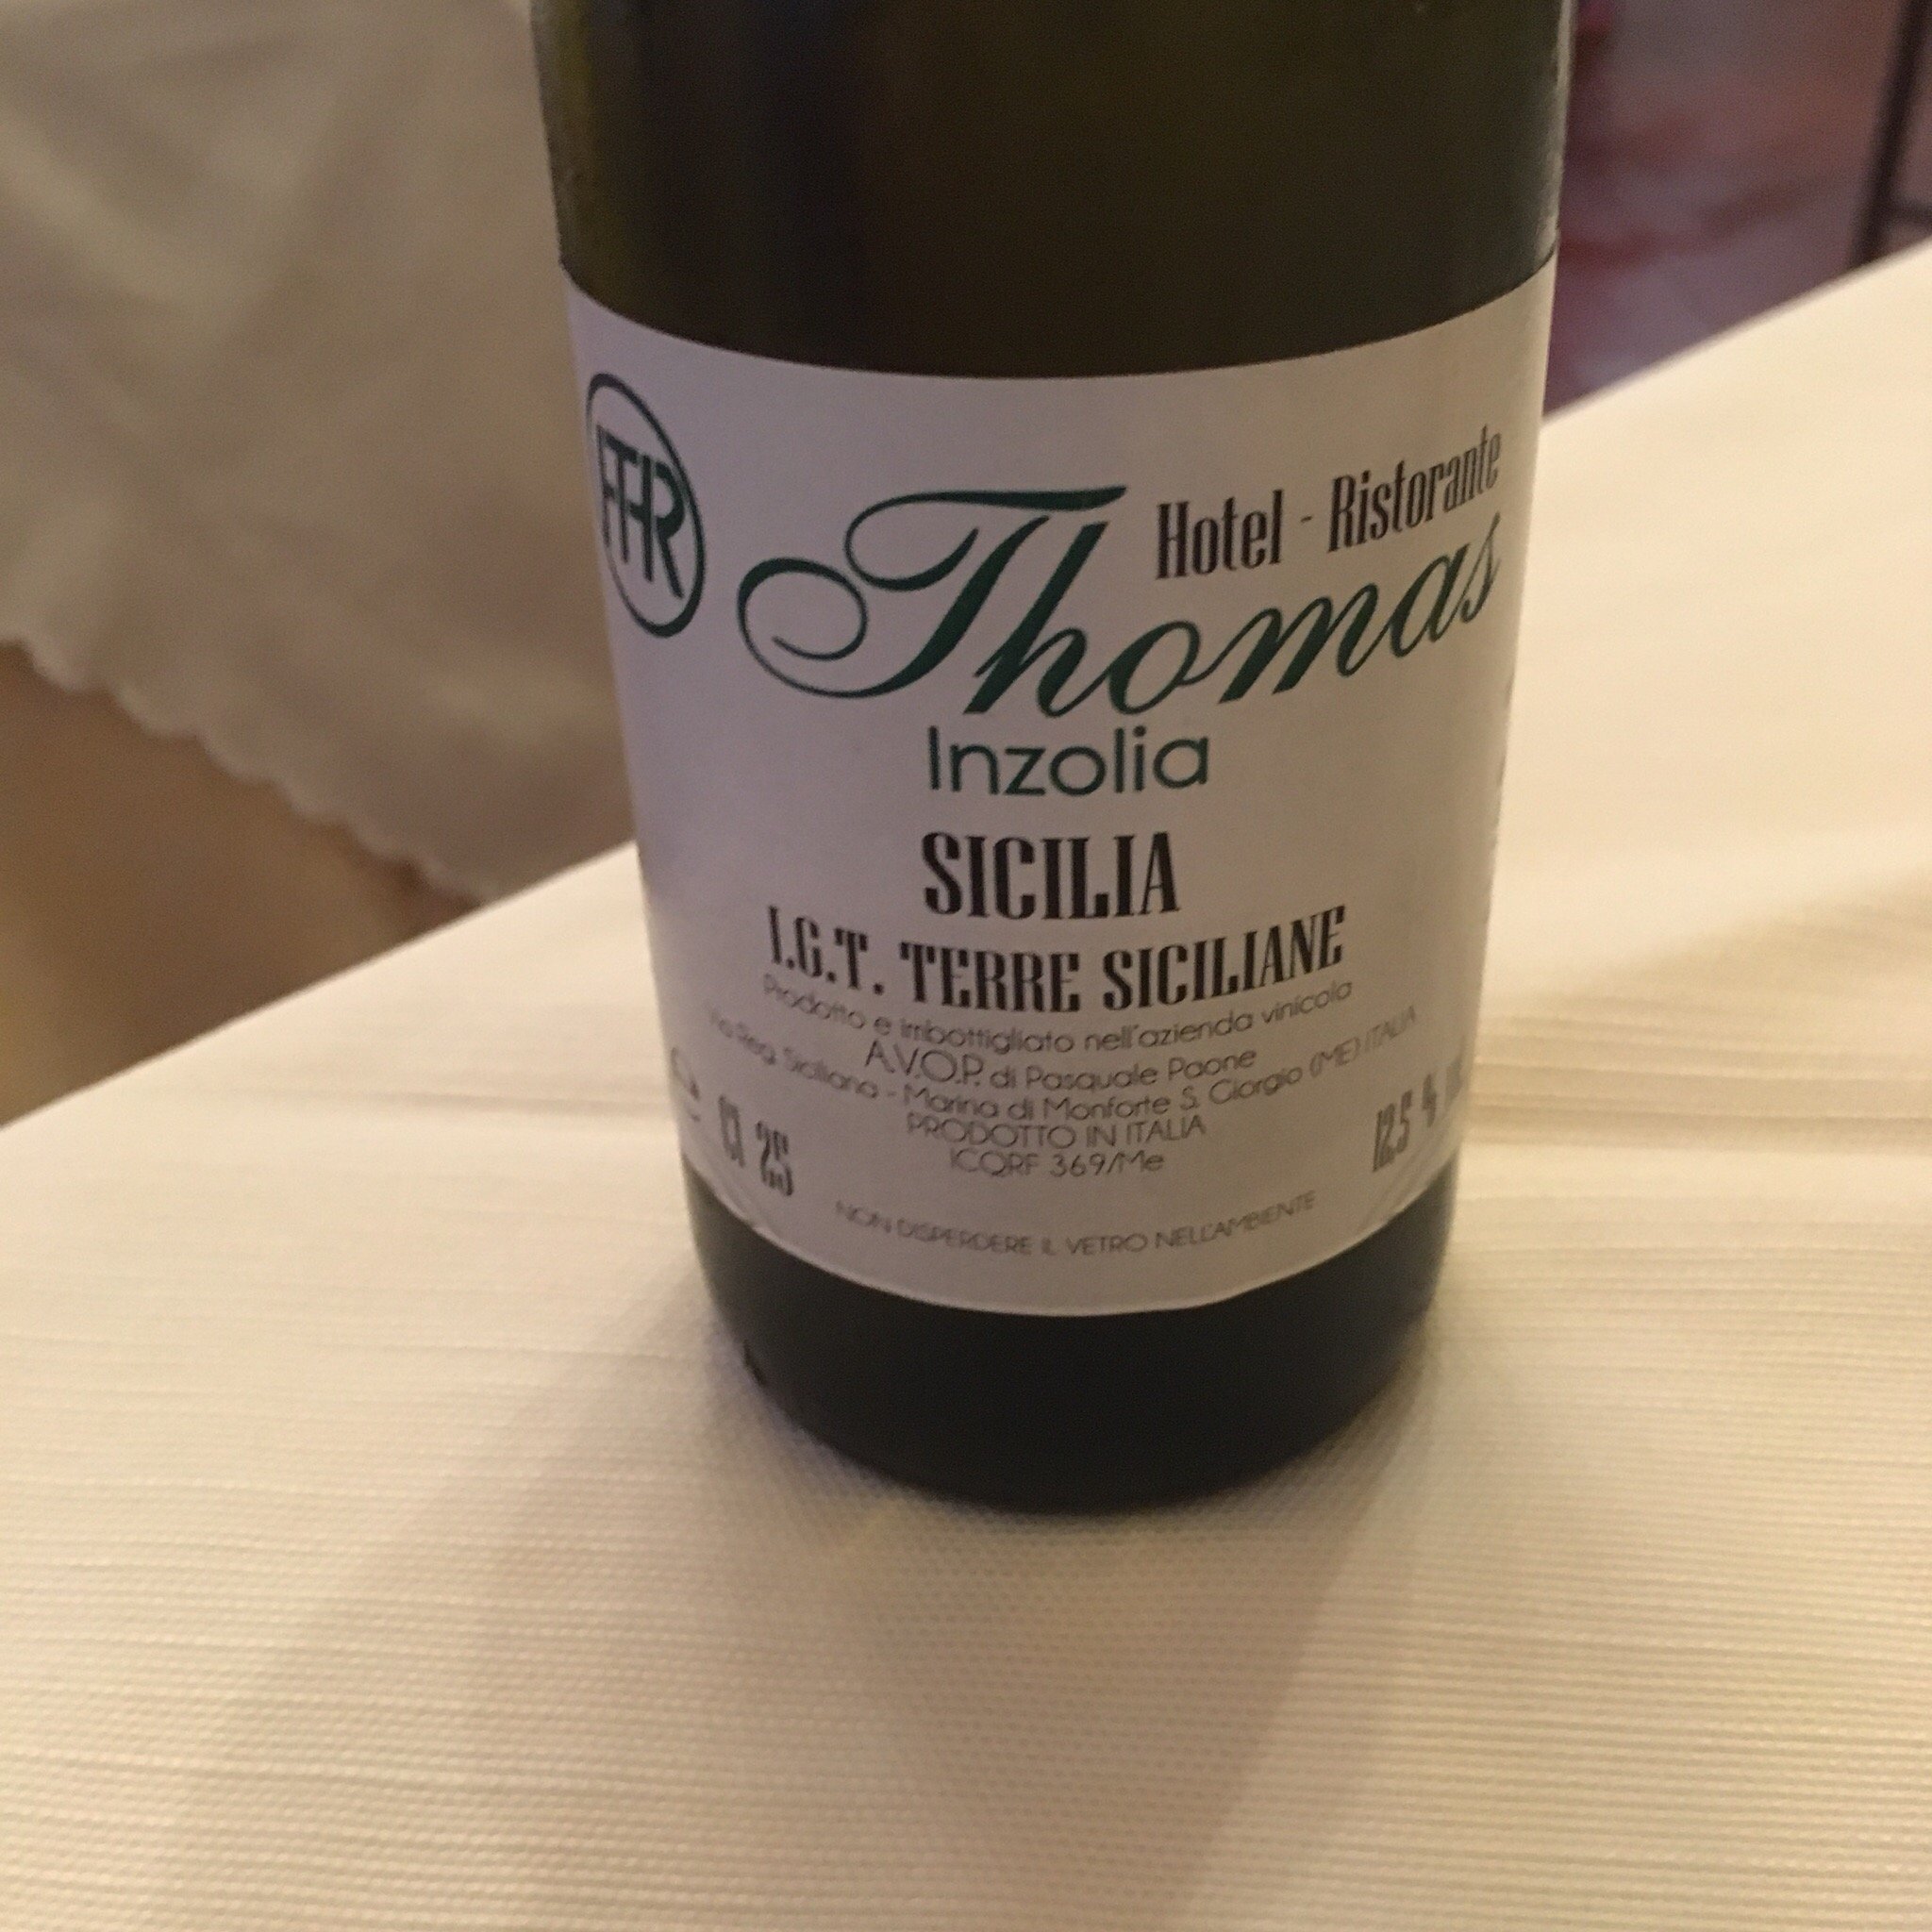 HTR
Hotel - Ristorante
Thomas
Inzolia
SICILIA
I.G.T. TERRE SICILIANE
Prodotto e imbottigliato nell'azienda vinicola
A.V.O.P. di Pasquale Paone
Via Reg. Siciliana - Marina di Monforte S. Giorgio (ME) ITALIA
PRODOTTO IN ITALIA
ICQRF 369/Me
Cl 25
12,5 %
NON DISPERDERE IL VETRO NELL'AMBIENTE